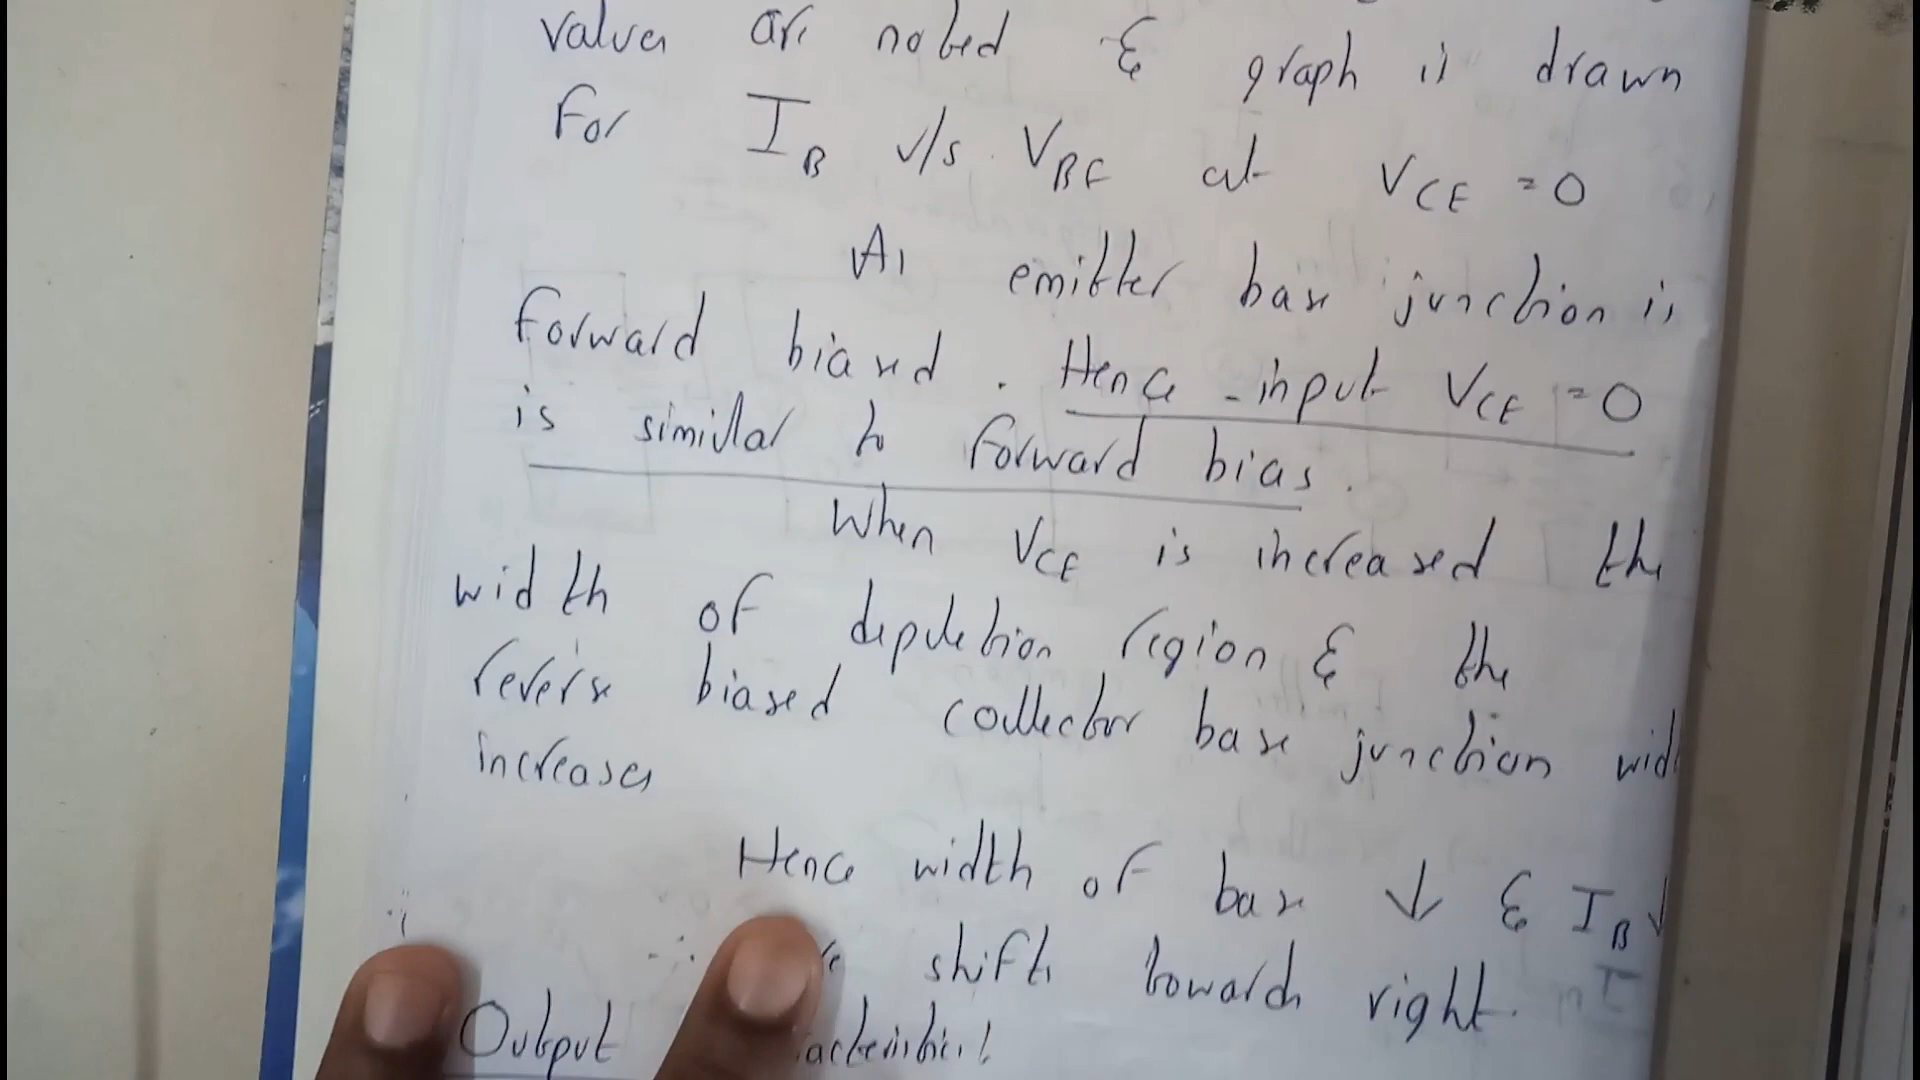 values are noted & graph is drawn
For I_B v/s V_BE at V_CE = 0
As emitter base junction is
forward biased. Hence input V_CE = 0
is similar to forward bias.
When V_CE is increased the
width of depletion region & the
reverse biased collector base junction
increases
Hence width of base ↓ & I_B ↓
∴ shifts towards right
Output